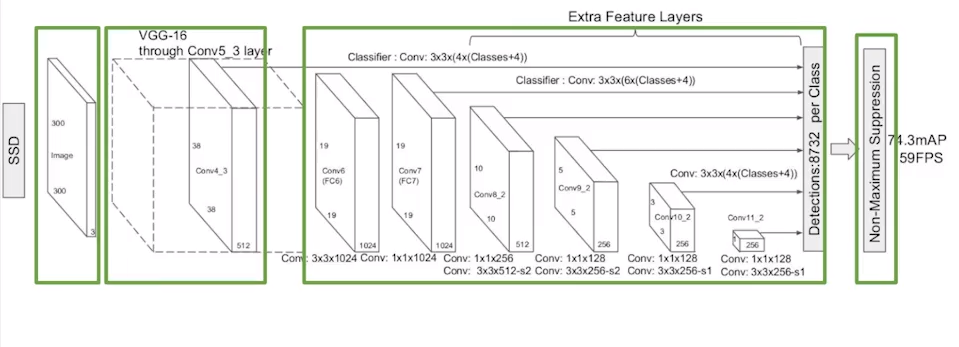 Extra Feature Layers
VGG-16
through Conv5_3 layer
Classifier : Conv: 3x3x(4x(Classes+4))
Classifier : Conv: 3x3x(6x(Classes+4))
SSD
300
Image
300
3
38
Conv4_3
38
512
19
Conv6
(FC6)
19
1024
19
Conv7
(FC7)
19
1024
10
Conv8_2
10
512
5
Conv9_2
5
256
Conv: 3x3x(4x(Classes+4))
3
Conv10_2
3
256
Conv11_2
256
Detections:8732 per Class
Non-Maximum Suppression
74.3mAP
59FPS
Conv: 3x3x1024
Conv: 1x1x1024
Conv: 1x1x256
Conv: 3x3x512-s2
Conv: 1x1x128
Conv: 3x3x256-s2
Conv: 1x1x128
Conv: 3x3x256-s1
Conv: 1x1x128
Conv: 3x3x256-s1